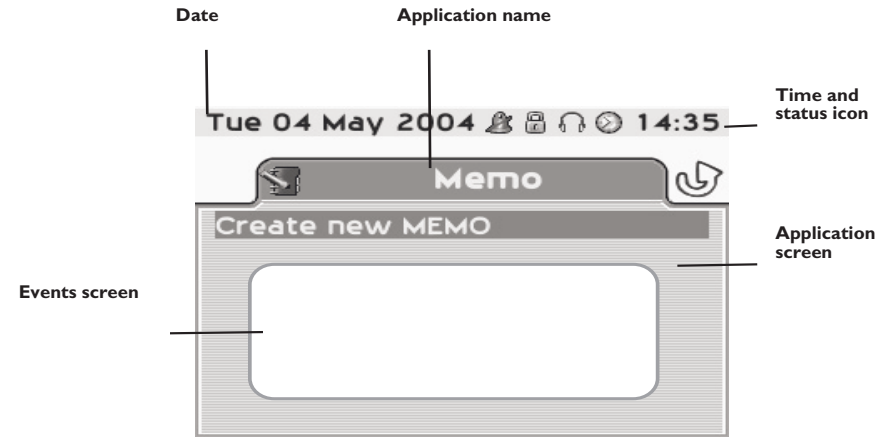 Date
Application name
Tue 04 May 2004
14:35
Time and
status icon
Memo
Create new MEMO
Application
screen
Events screen